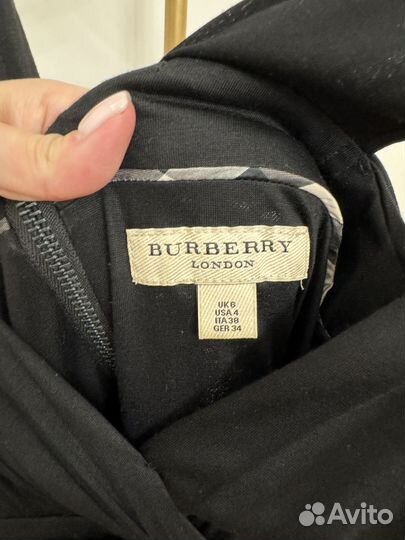 BURBERRY
LONDON
UK 6
USA 4
ITA 38
GER 34
Avito